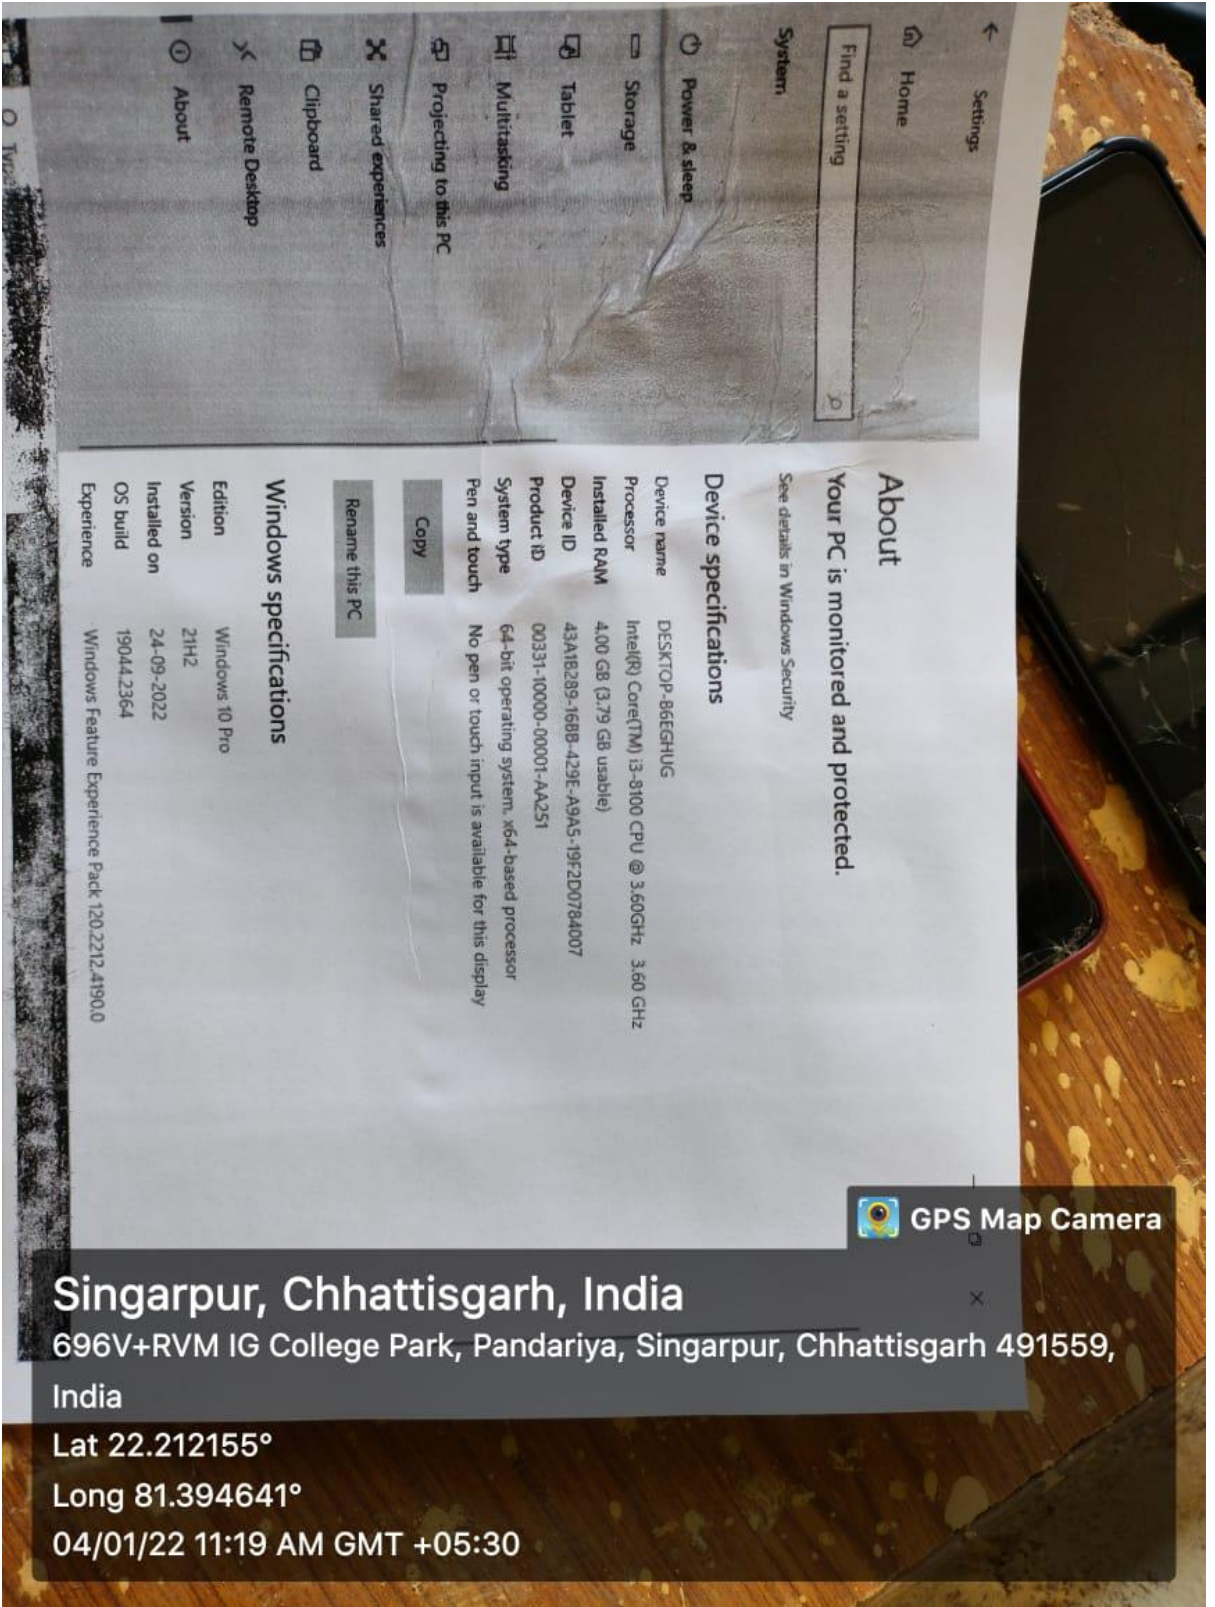 Settings
Home
Find a setting
System
Power & sleep
Storage
Tablet
Multitasking
Projecting to this PC
Shared experiences
Clipboard
Remote Desktop
About
About
Your PC is monitored and protected.
See details in Windows Security
Device specifications
Device name DESKTOP-B6EGHUG
Processor Intel(R) Core(TM) i3-8100 CPU @ 3.60GHz 3.60 GHz
Installed RAM 4.00 GB (3.79 GB usable)
Device ID 43A1B289-16BB-429E-A9A5-19F2D0784007
Product ID 00331-10000-00001-AA251
System type 64-bit operating system, x64-based processor
Pen and touch No pen or touch input is available for this display
Copy
Rename this PC
Windows specifications
Edition Windows 10 Pro
Version 21H2
Installed on 24-09-2022
OS build 19044.2364
Experience Windows Feature Experience Pack 120.2212.4190.0
GPS Map Camera
Singarpur, Chhattisgarh, India
696V+RVM IG College Park, Pandariya, Singarpur, Chhattisgarh 491559,
India
Lat 22.212155°
Long 81.394641°
04/01/22 11:19 AM GMT +05:30